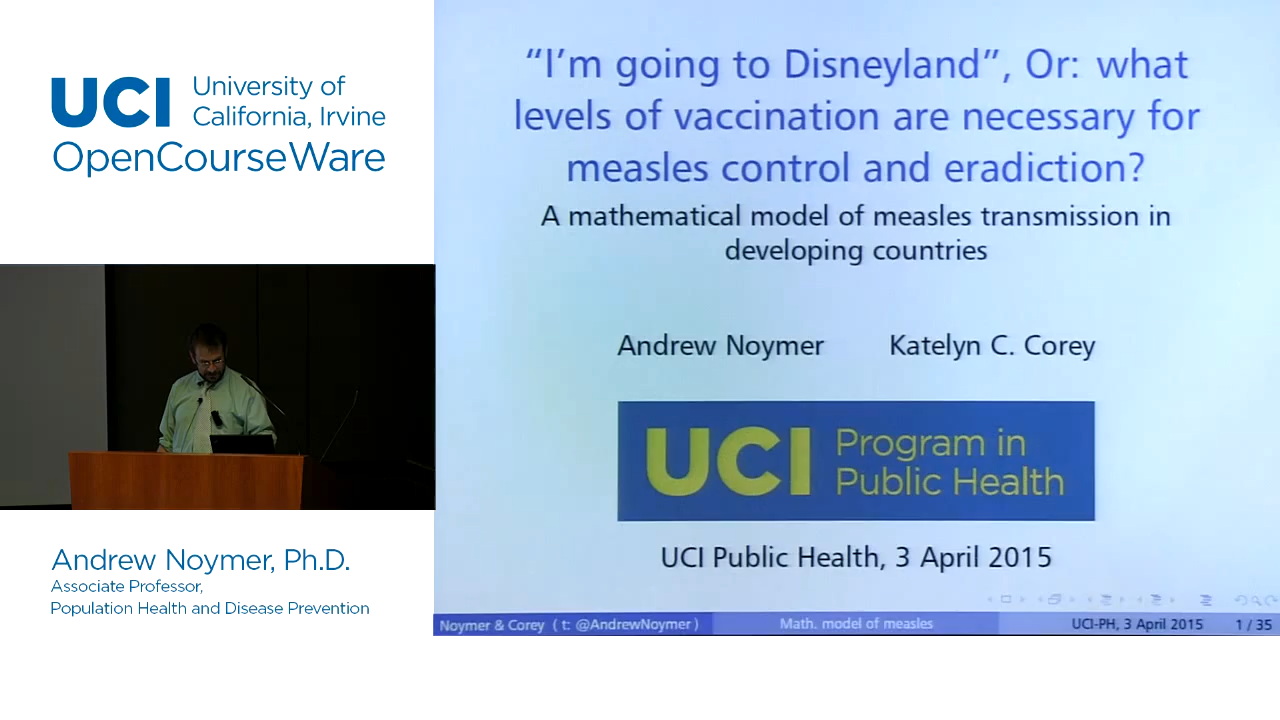 UCI University of
California, Irvine
OpenCourseWare
Andrew Noymer, Ph.D.
Associate Professor,
Population Health and Disease Prevention
“I’m going to Disneyland”, Or: what
levels of vaccination are necessary for
measles control and eradiction?
A mathematical model of measles transmission in
developing countries
Andrew Noymer Katelyn C. Corey
UCI Program in
Public Health
UCI Public Health, 3 April 2015
Noymer & Corey ( t: @AndrewNoymer ) Math. model of measles UCI-PH, 3 April 2015 1 / 35